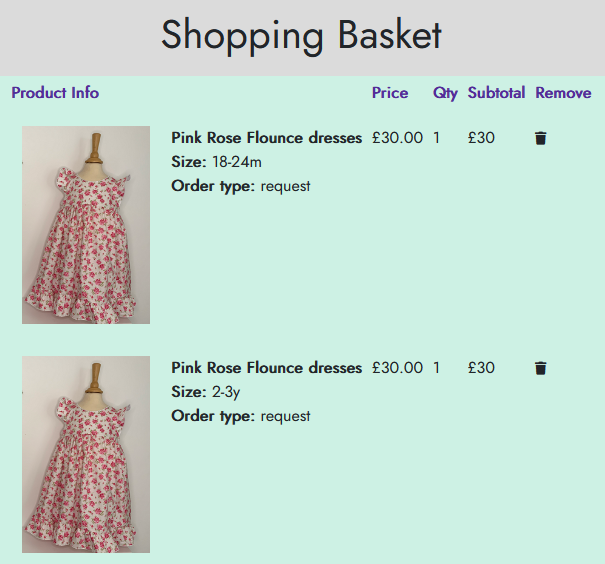 Shopping Basket
Product Info Price Qty Subtotal Remove
Pink Rose Flounce dresses £30.00 1 £30
Size: 18-24m
Order type: request
Pink Rose Flounce dresses £30.00 1 £30
Size: 2-3y
Order type: request